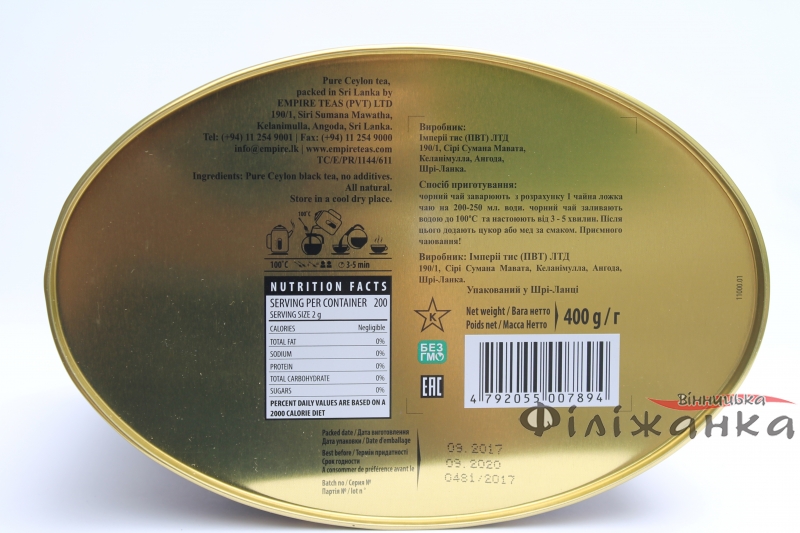 Pure Ceylon tea,
packed in Sri Lanka by
EMPIRE TEAS (PVT) LTD
190/1, Siri Sumana Mawatha,
Kelanimulla, Angoda, Sri Lanka.
Tel: (+94) 11 254 9001 | Fax: (+94) 11 254 9000
info@empire.lk | www.empireteas.com
TC/E/PR/1144/611
Ingredients: Pure Ceylon black tea, no additives.
All natural.
Store in a cool dry place.
100°C
100°C
3-5 min
NUTRITION FACTS
SERVING PER CONTAINER 200
SERVING SIZE 2 g
CALORIES Negligible
TOTAL FAT 0%
SODIUM 0%
PROTEIN 0%
TOTAL CARBOHYDRATE 0%
SUGARS 0%
PERCENT DAILY VALUES ARE BASED ON A
2000 CALORIE DIET
Виробник:
Імперії тис (ПВТ) ЛТД
190/1, Сірі Сумана Мавата,
Келанімулла, Ангода,
Шрі-Ланка.
Спосіб приготування:
чорний чай заварюють з розрахунку 1 чайна ложка
чаю на 200-250 мл. води. чорний чай заливають
водою до 100°С та настоюють від 3 - 5 хвилин. Після
цього додають цукор або мед за смаком. Приємного
чаювання!
Виробник: Імперії тис (ПВТ) ЛТД
190/1, Сірі Сумана Мавата, Келанімулла, Ангода,
Шрі-Ланка.
Упакований у Шрі-Ланці
K
Net weight / Вага нетто
Poids net / Масса Нетто
400 g / г
БЕЗ
ГМО
EAC
4 792055 007894
T5000.01
Вінницька
Філіжанка
Packed date / Дата виготовлення
Дата упаковки / Date d'emballage
Best before / Термін придатності
Срок годности
A consommer de préférence avant le
Batch no / Серия №
Партія № / lot n°
09.2017
09.2020
0481/2017